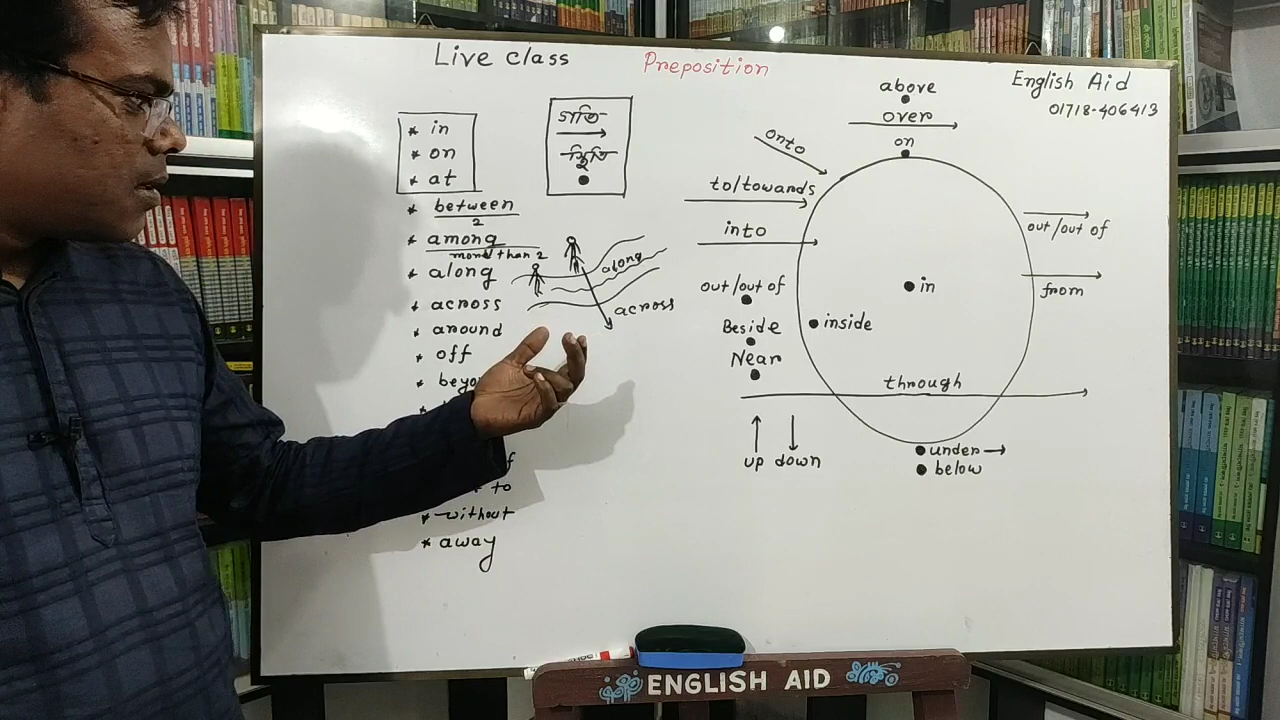 Live class
Preposition
English Aid
01718-406413
* in
* on
* at
গতি
স্থিতি
* between
2
* among
more than 2
* along
* across
* around
* off
to
* without
* away
along
across
above
over
on
onto
to/towards
into
out/out of
Beside
Near
in
inside
through
out/out of
from
up down
under
below
ENGLISH AID